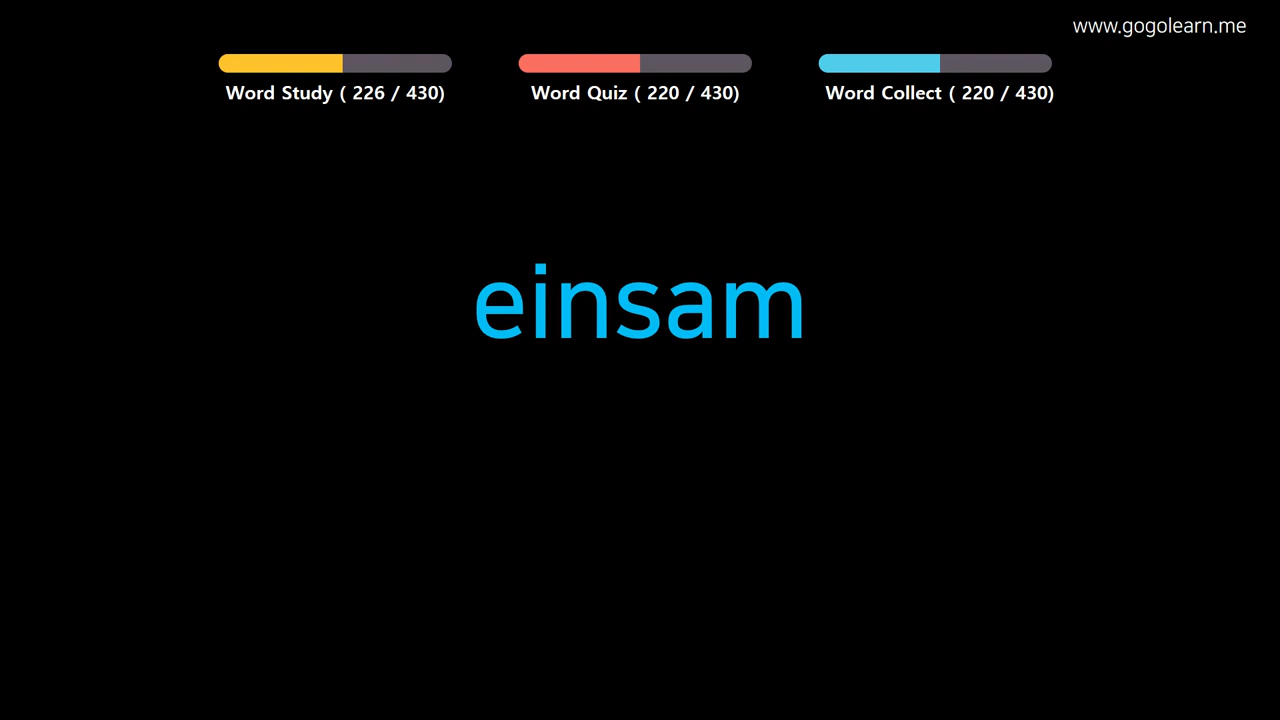 www.gogolearn.me
Word Study ( 226 / 430)
Word Quiz ( 220 / 430)
Word Collect ( 220 / 430)
einsam